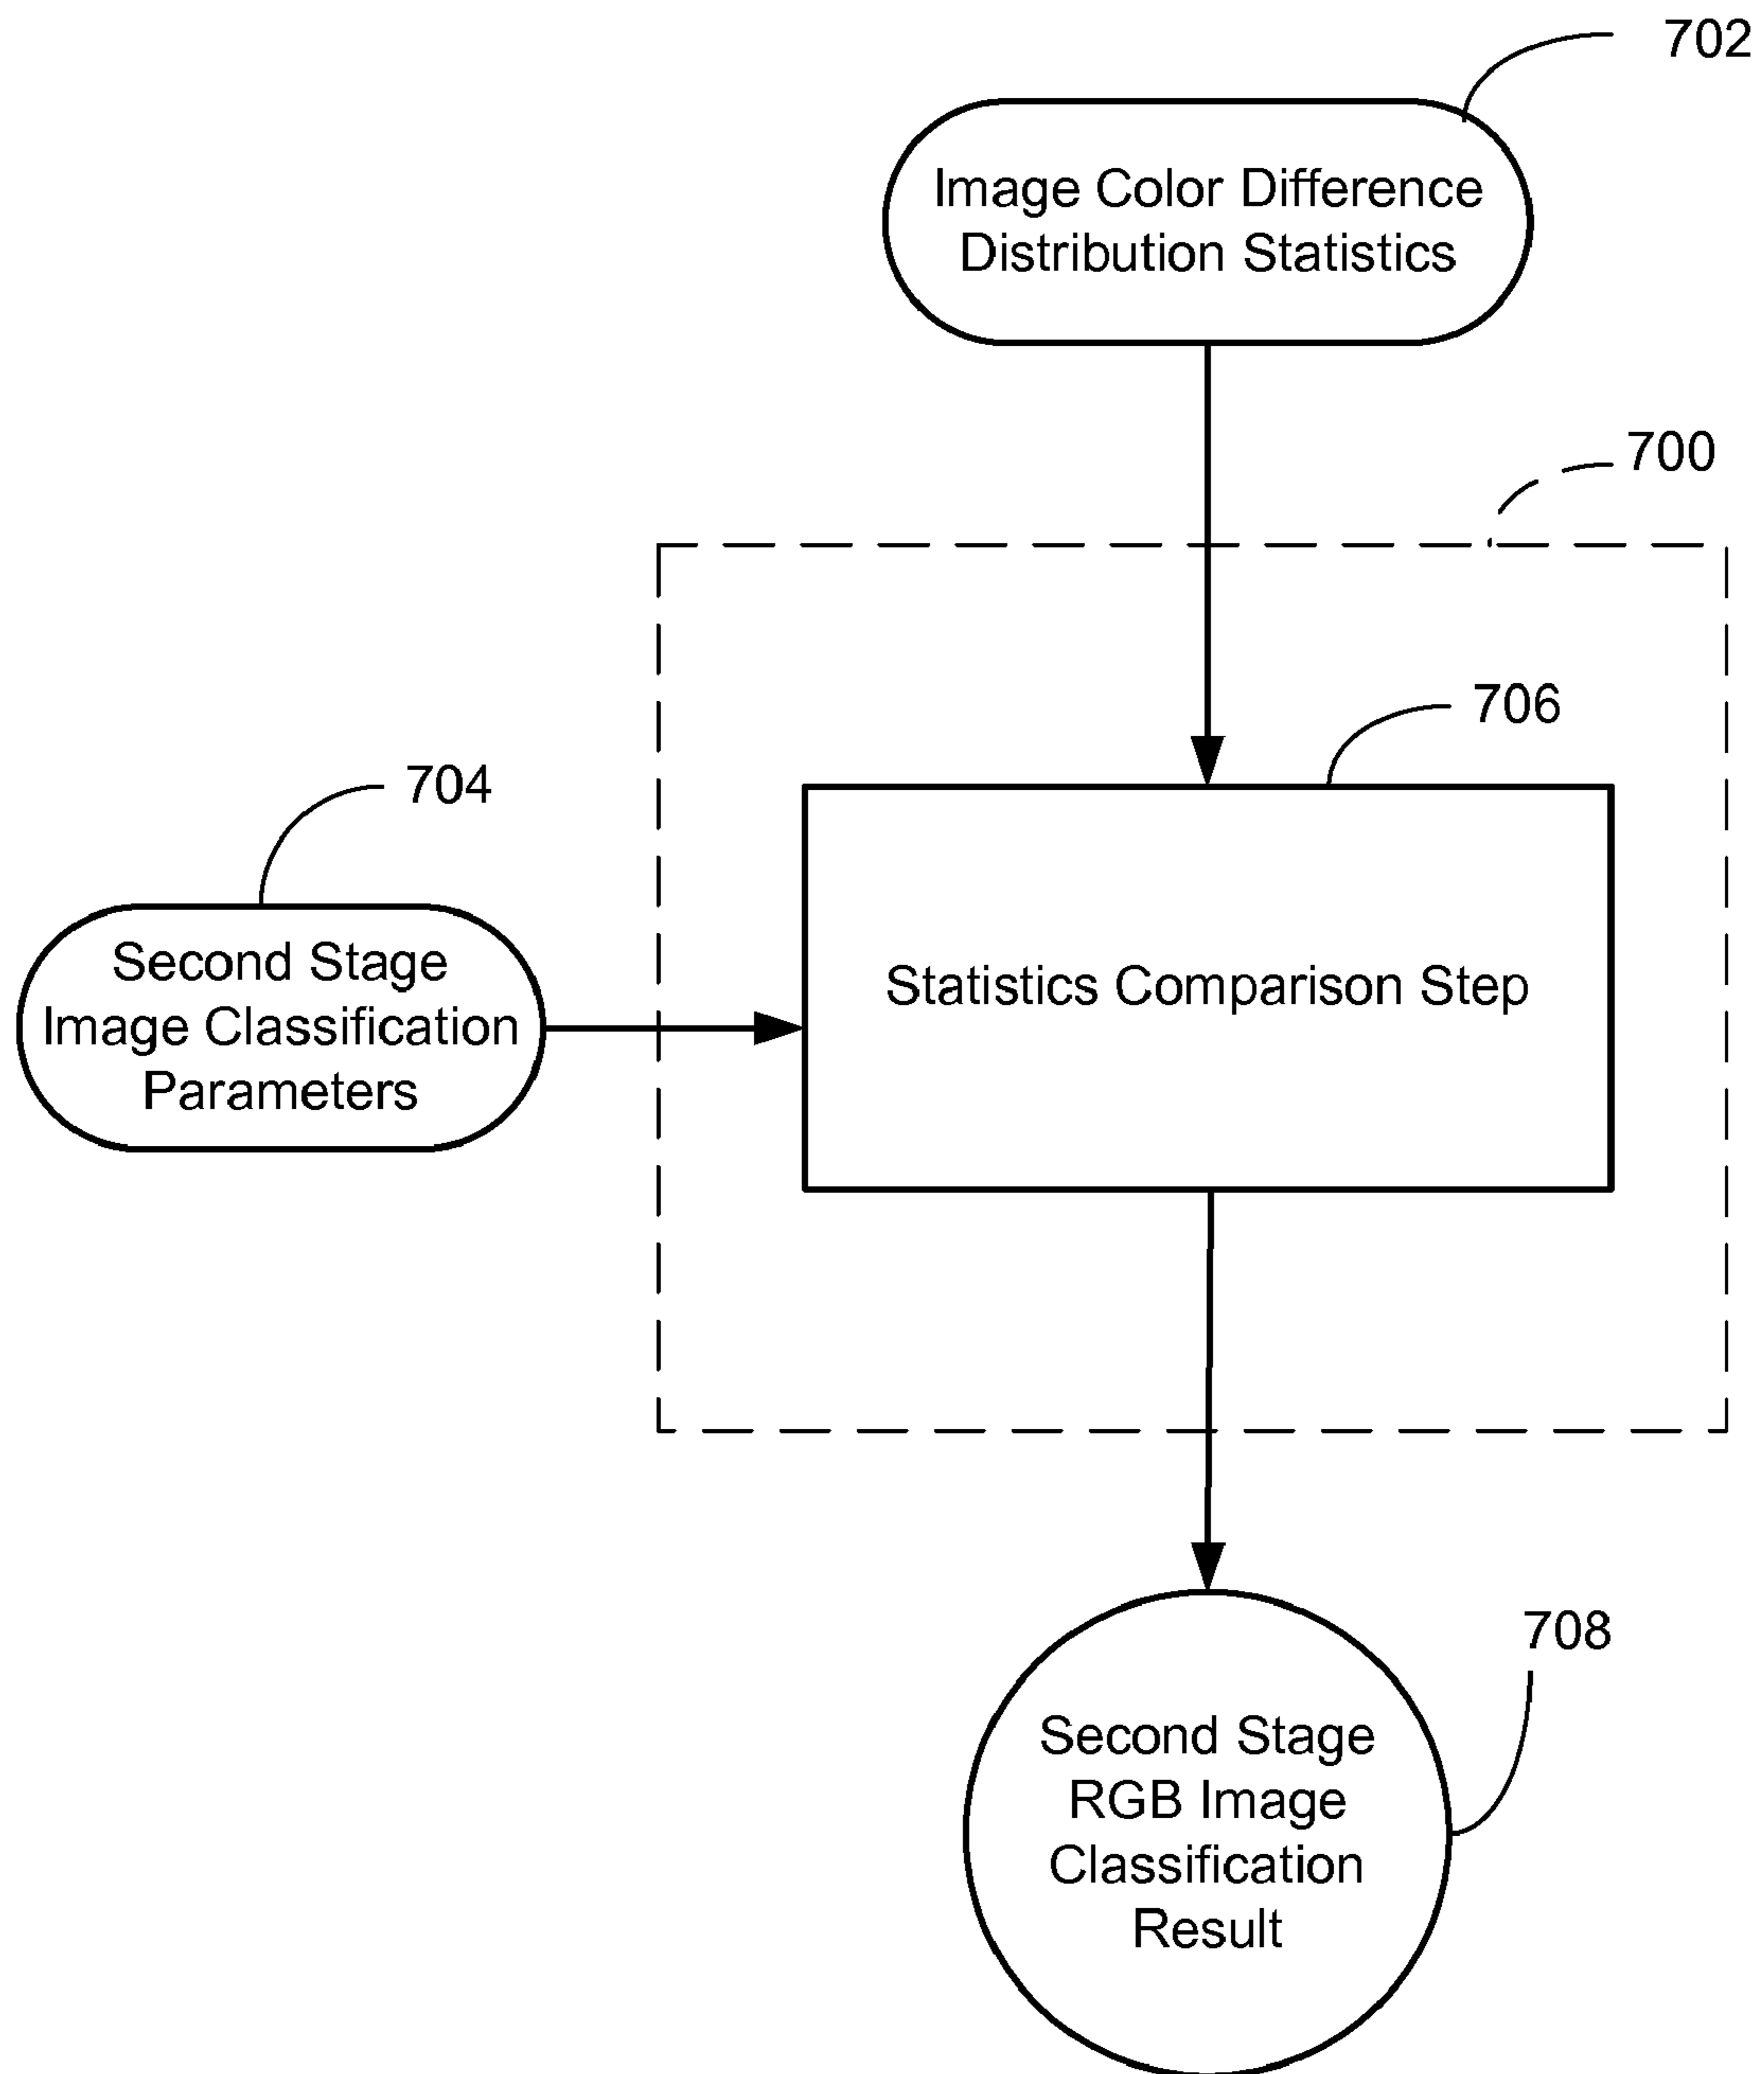 702
Image Color Difference
Distribution Statistics
700
706
704
Second Stage
Image Classification
Parameters
Statistics Comparison Step
708
Second Stage
RGB Image
Classification
Result